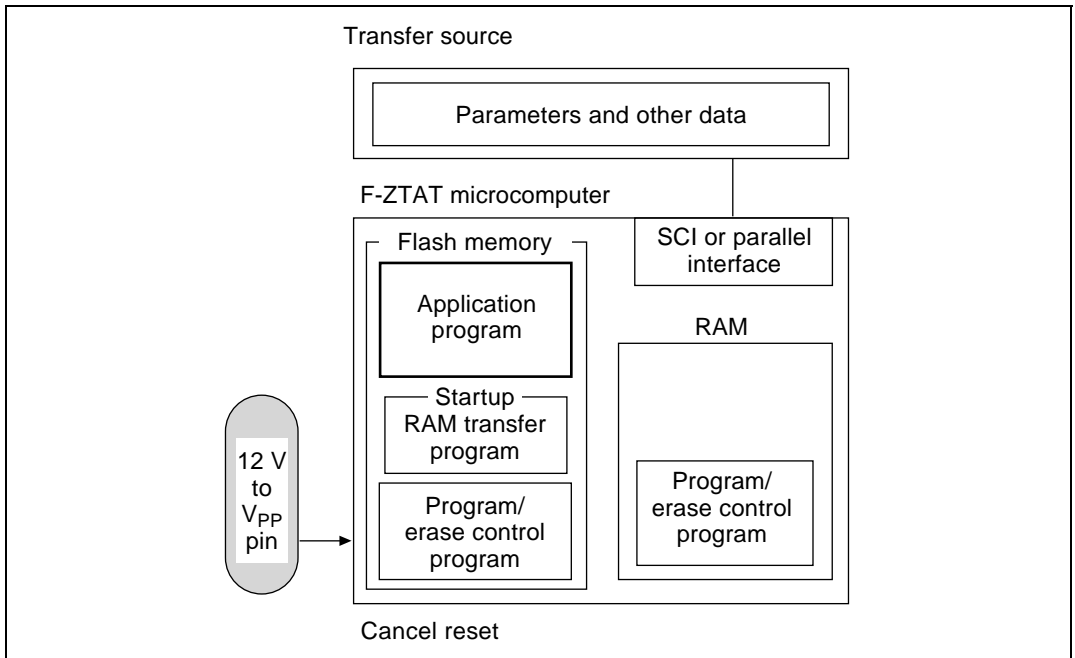 Transfer source
Parameters and other data
F-ZTAT microcomputer
Flash memory
SCI or parallel
interface
Application
program
RAM
Startup
RAM transfer
program
12 V
to
VPP
pin
Program/
erase control
program
Program/
erase control
program
Cancel reset